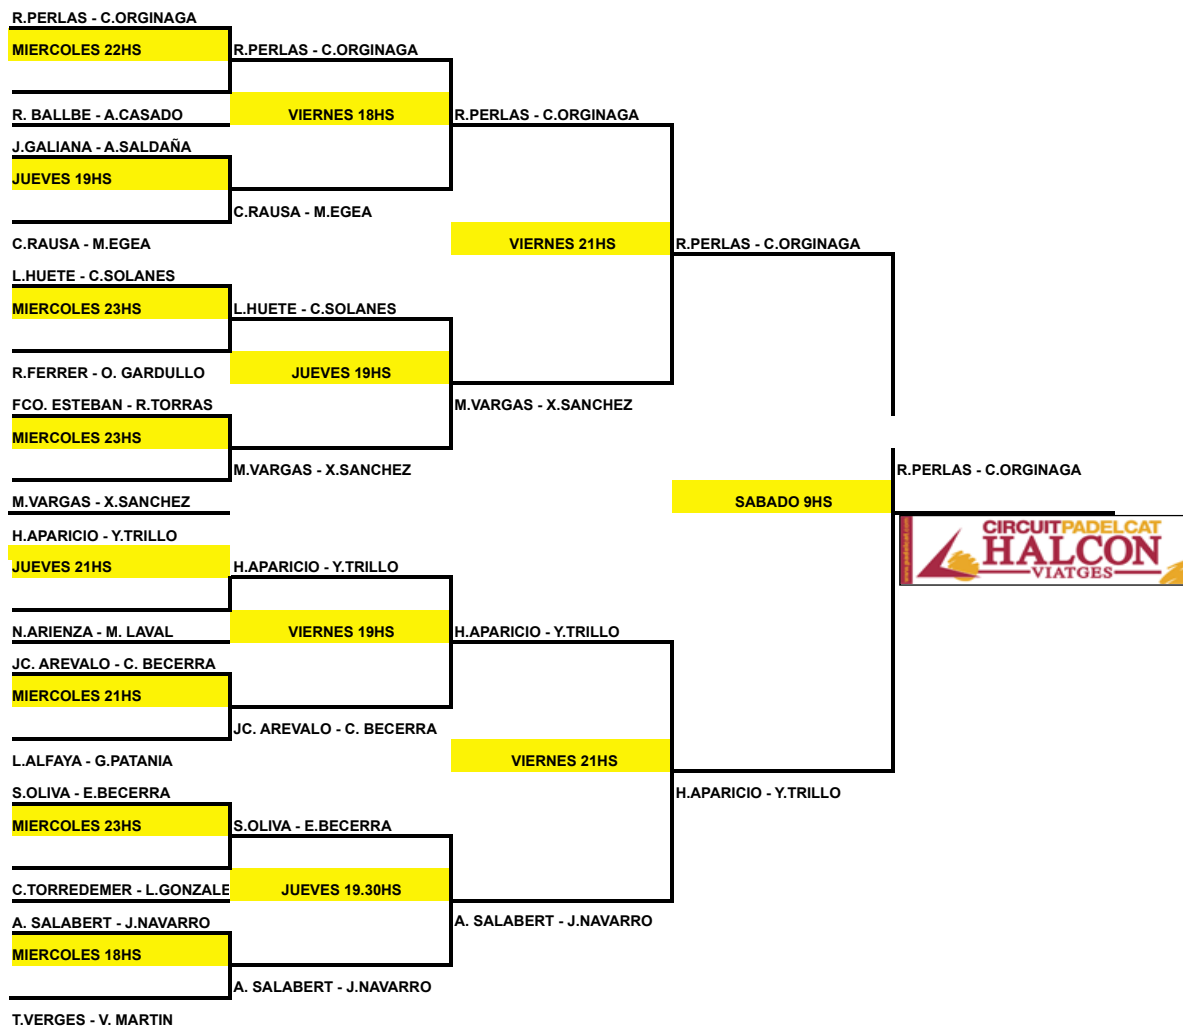 R.PERLAS - C.ORGINAGA
MIERCOLES 22HS
R.PERLAS - C.ORGINAGA
R. BALLBE - A.CASADO
VIERNES 18HS
R.PERLAS - C.ORGINAGA
J.GALIANA - A.SALDAÑA
JUEVES 19HS
C.RAUSA - M.EGEA
C.RAUSA - M.EGEA
VIERNES 21HS
R.PERLAS - C.ORGINAGA
L.HUETE - C.SOLANES
MIERCOLES 23HS
L.HUETE - C.SOLANES
R.FERRER - O. GARDULLO
JUEVES 19HS
FCO. ESTEBAN - R.TORRAS
M.VARGAS - X.SANCHEZ
MIERCOLES 23HS
M.VARGAS - X.SANCHEZ
R.PERLAS - C.ORGINAGA
M.VARGAS - X.SANCHEZ
SABADO 9HS
H.APARICIO - Y.TRILLO
www.padelcat.com
CIRCUITPADELCAT
HALCON
VIATGES
JUEVES 21HS
H.APARICIO - Y.TRILLO
N.ARIENZA - M. LAVAL
VIERNES 19HS
H.APARICIO - Y.TRILLO
JC. AREVALO - C. BECERRA
MIERCOLES 21HS
JC. AREVALO - C. BECERRA
L.ALFAYA - G.PATANIA
VIERNES 21HS
S.OLIVA - E.BECERRA
H.APARICIO - Y.TRILLO
MIERCOLES 23HS
S.OLIVA - E.BECERRA
C.TORREDEMER - L.GONZALE
JUEVES 19.30HS
A. SALABERT - J.NAVARRO
A. SALABERT - J.NAVARRO
MIERCOLES 18HS
A. SALABERT - J.NAVARRO
T.VERGES - V. MARTIN